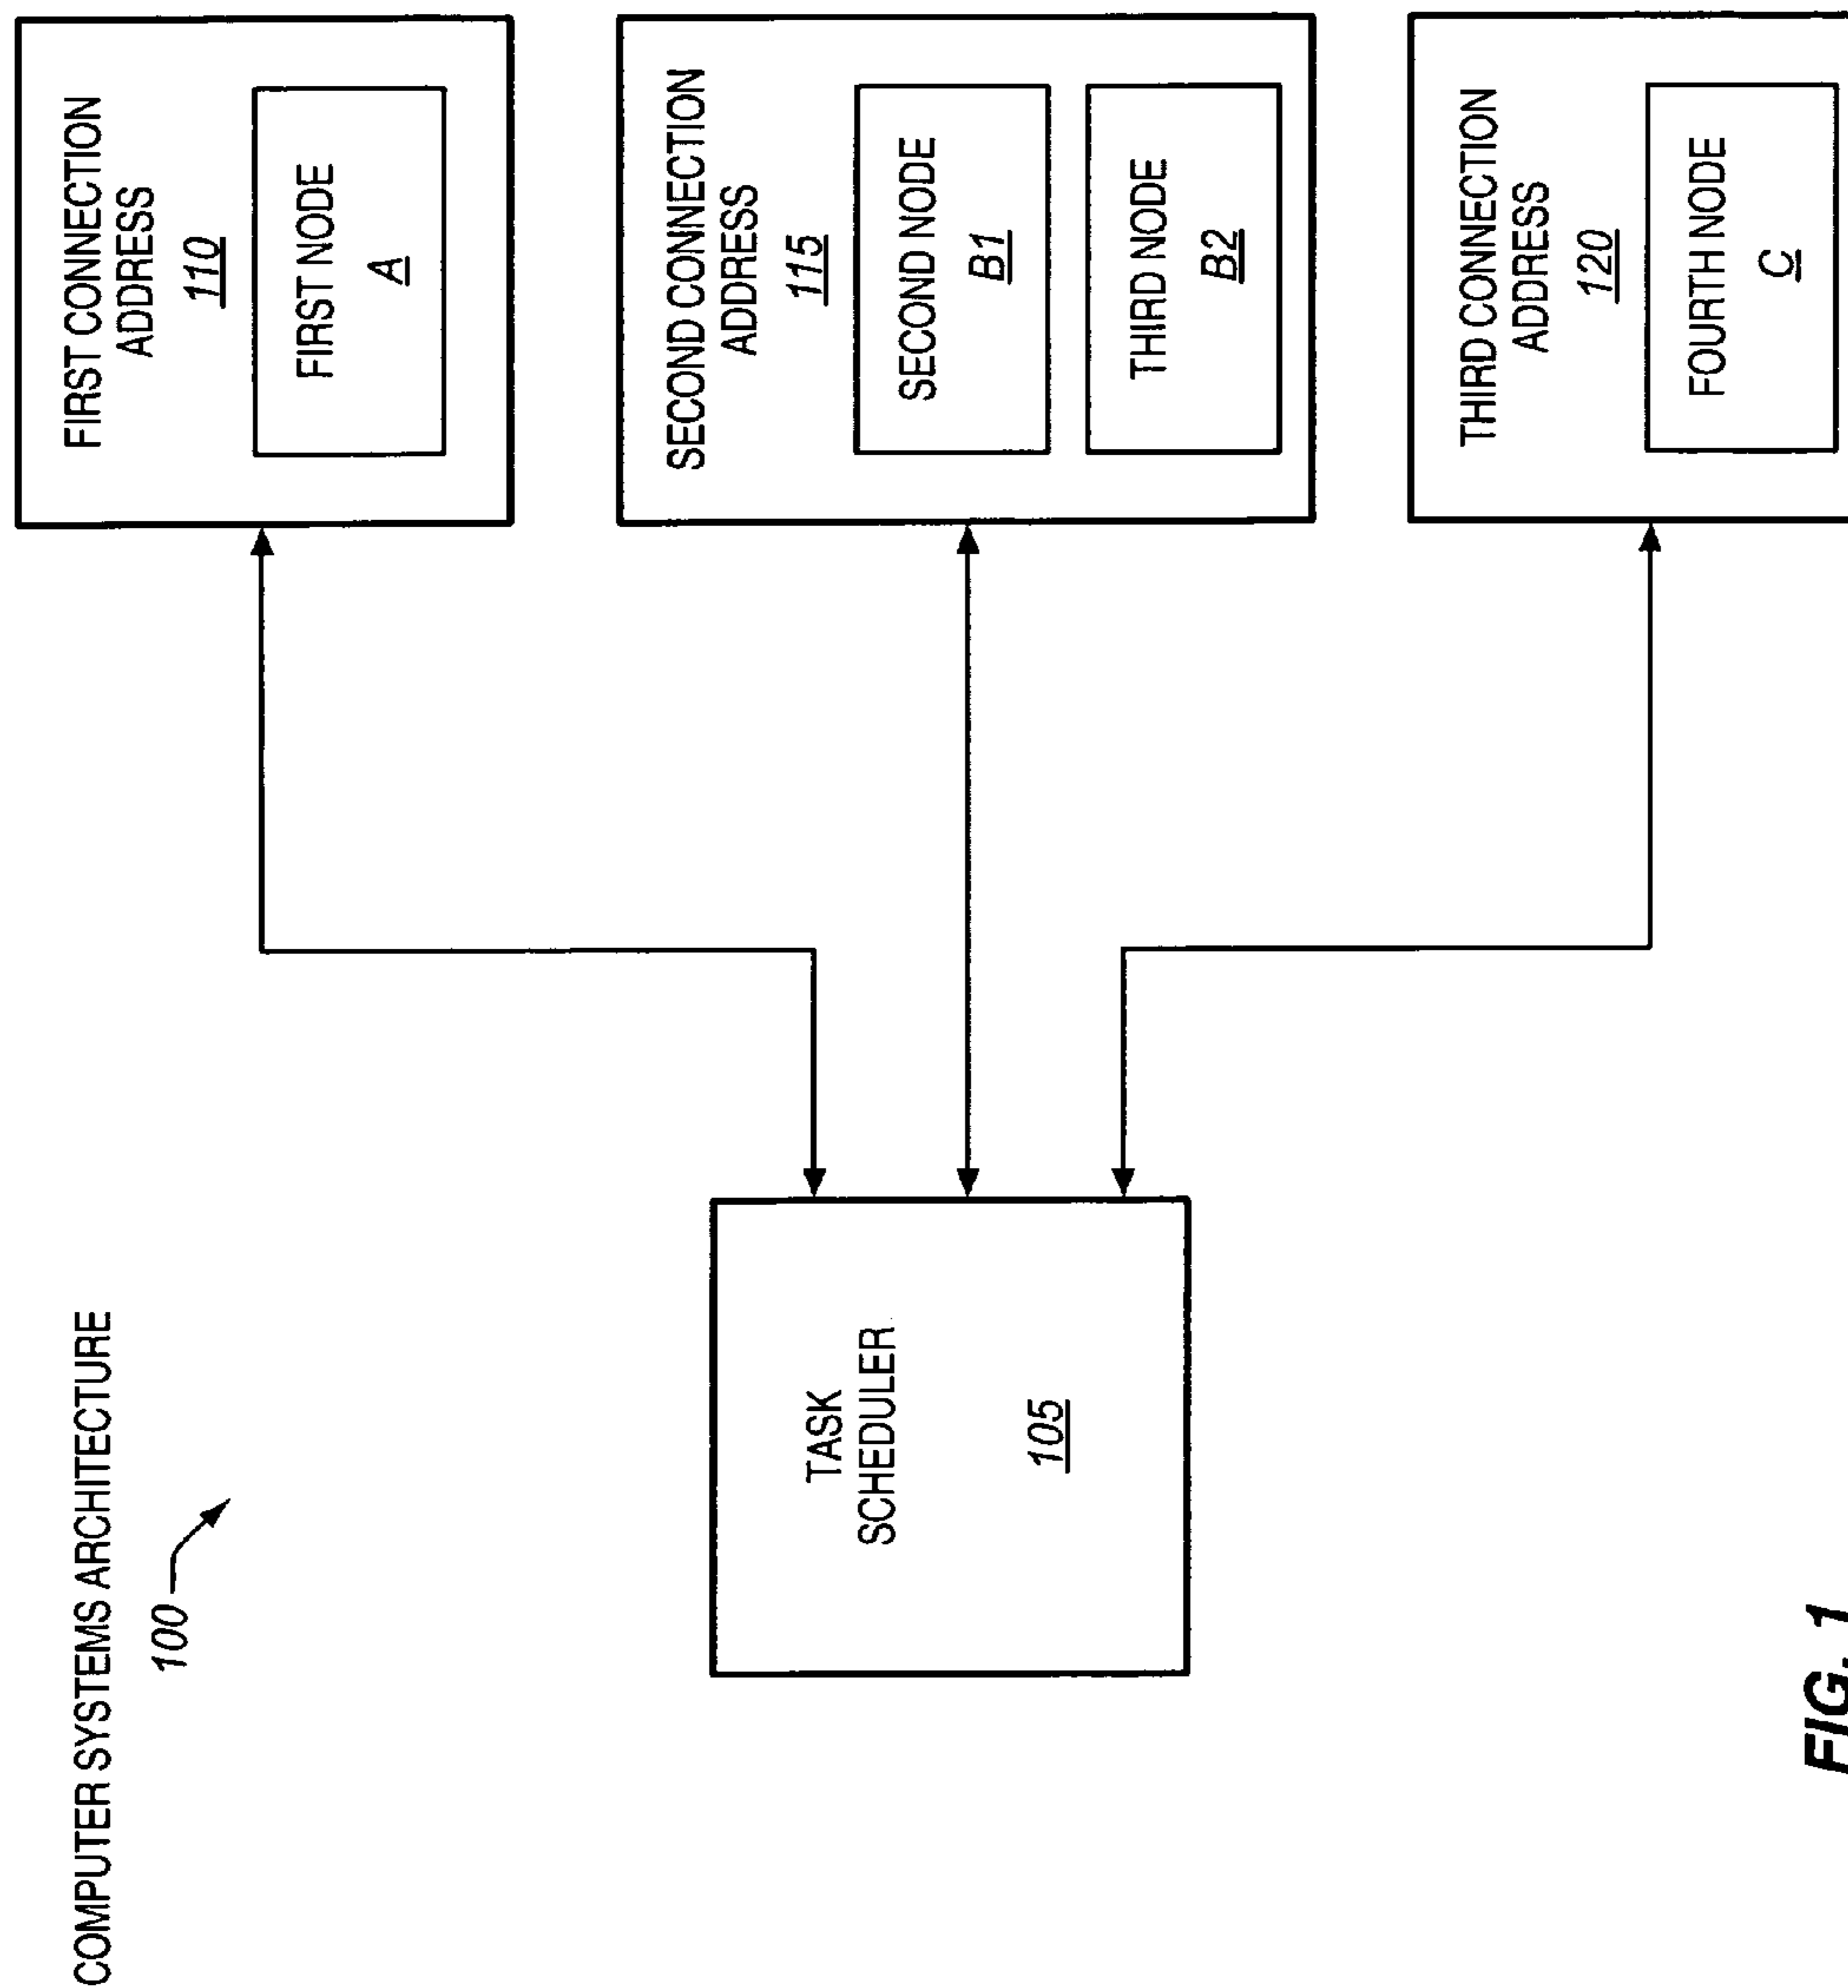 COMPUTER SYSTEMS ARCHITECTURE
100
TASK
SCHEDULER
105
FIRST CONNECTION
ADDRESS
110
FIRST NODE
A
SECOND CONNECTION
ADDRESS
115
SECOND NODE
B1
THIRD NODE
B2
THIRD CONNECTION
ADDRESS
120
FOURTH NODE
C
FIG. 1